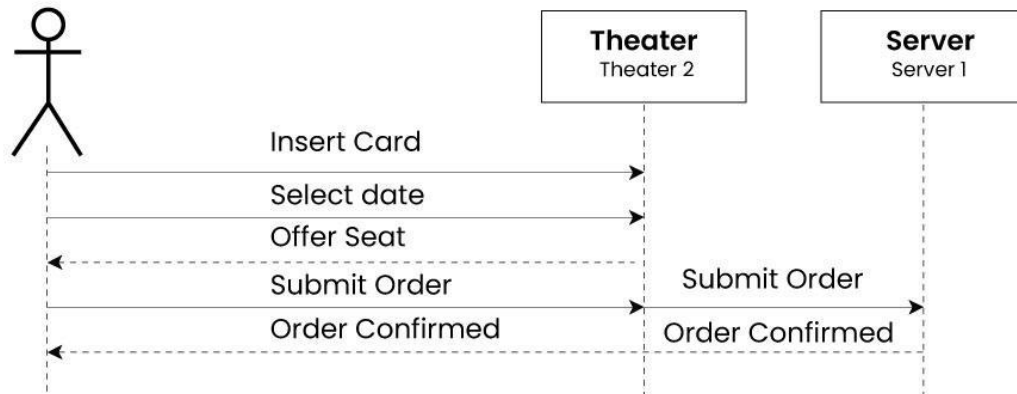 Theater
Theater 2
Server
Server 1
Insert Card
Select date
Offer Seat
Submit Order
Submit Order
Order Confirmed
Order Confirmed